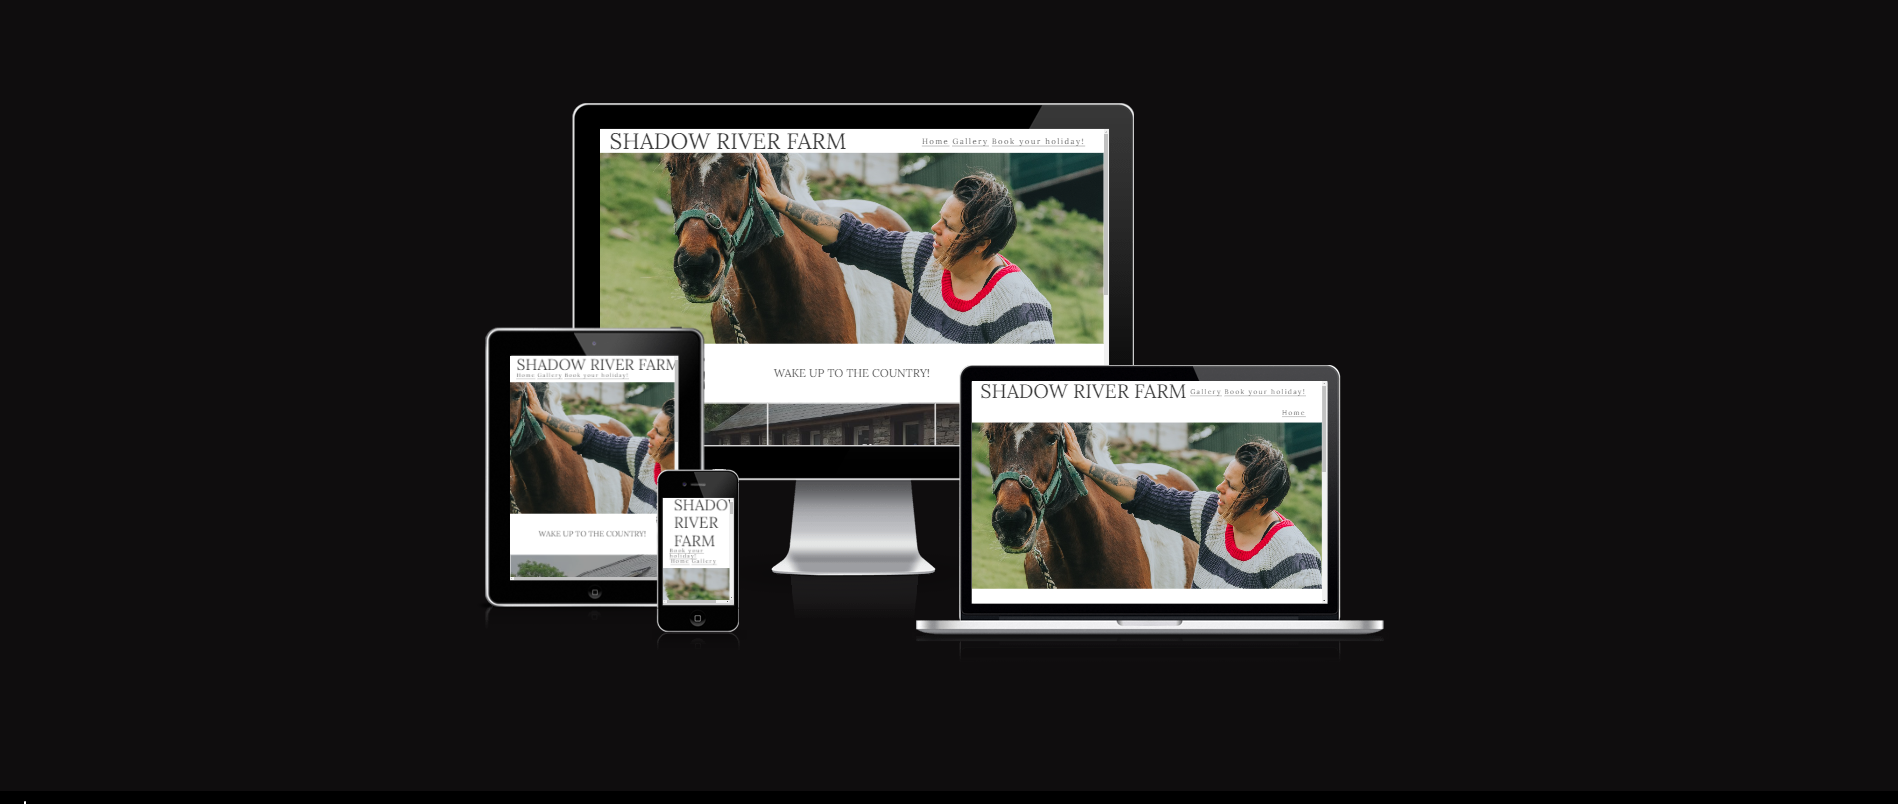 SHADOW RIVER FARM
Home Gallery Book your holiday!
WAKE UP TO THE COUNTRY!
SHADOW RIVER FARM
Home Gallery Book your holiday!
WAKE UP TO THE COUNTRY!
SHADO
RIVER
FARM
Book your
holiday!
Home Gallery
SHADOW RIVER FARM Gallery Book your holiday!
Home